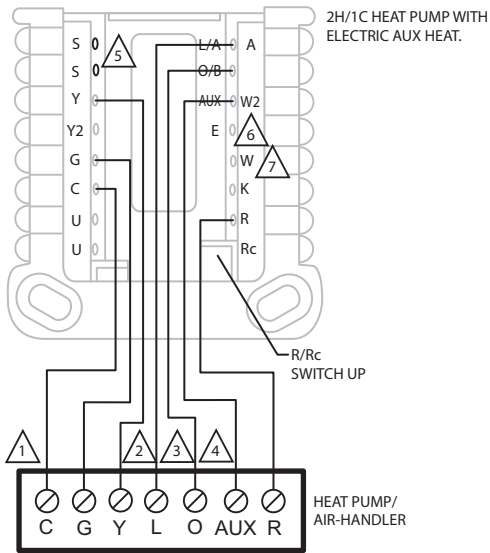 2H/1C HEAT PUMP WITH
ELECTRIC AUX HEAT.
S
S
Y
Y2
G
C
U
U
5
L/A A
O/B
AUX W2
E
W
K
R
Rc
6
7
R/Rc
SWITCH UP
1
2
3
4
C G Y L O AUX R
HEAT PUMP/
AIR-HANDLER